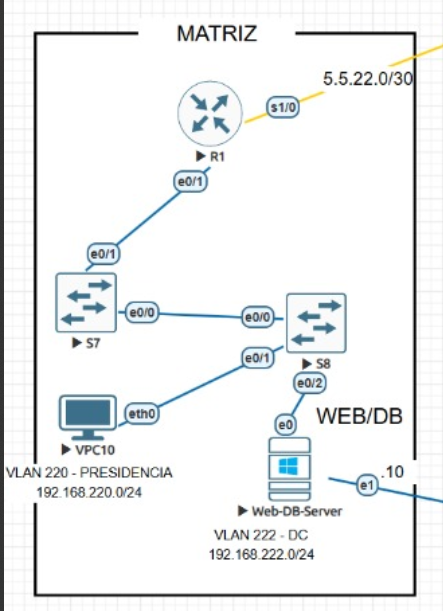 MATRIZ
5.5.22.0/30
s1/0
R1
e0/1
e0/1
e0/0
e0/0
S7
S8
e0/1
e0/2
eth0
WEB/DB
e0
VPC10
.10
e1
VLAN 220 - PRESIDENCIA
192.168.220.0/24
Web-DB-Server
VLAN 222 - DC
192.168.222.0/24